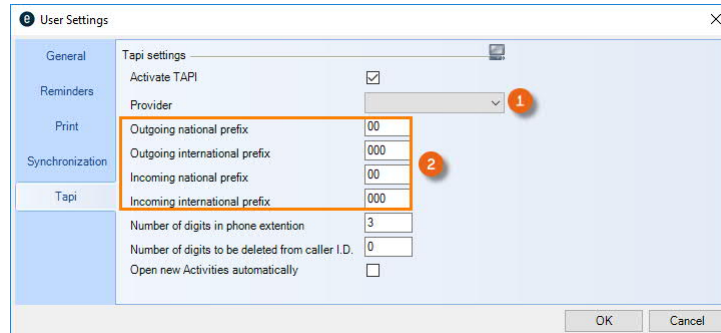 e User Settings
General
Reminders
Print
Synchronization
Tapi
Tapi settings
Activate TAPI
Provider
1
Outgoing national prefix 00
Outgoing international prefix 000
2
Incoming national prefix 00
Incoming international prefix 000
Number of digits in phone extention 3
Number of digits to be deleted from caller I.D. 0
Open new Activities automatically
OK Cancel